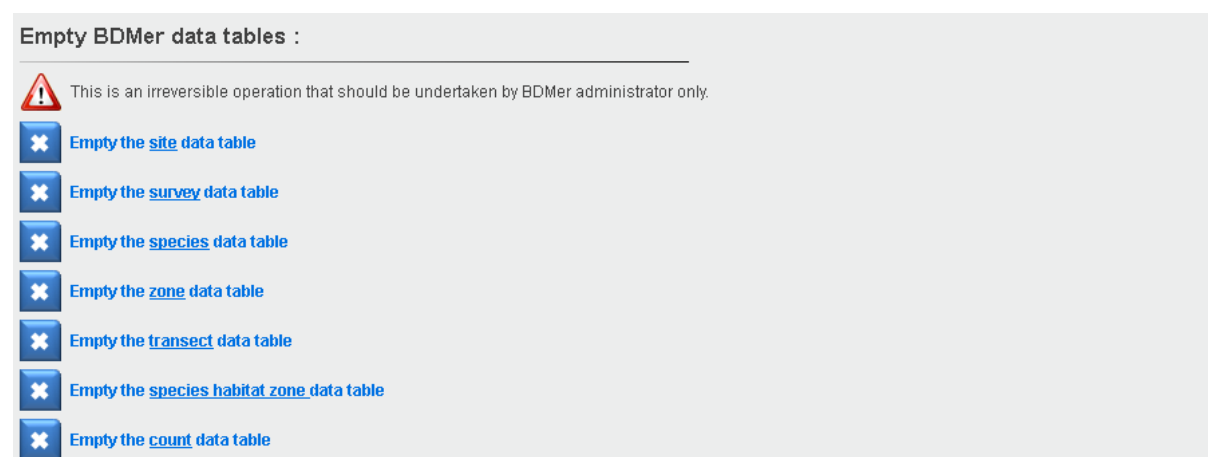 Empty BDMer data tables :
This is an irreversible operation that should be undertaken by BDMer administrator only.
Empty the site data table
Empty the survey data table
Empty the species data table
Empty the zone data table
Empty the transect data table
Empty the species habitat zone data table
Empty the count data table